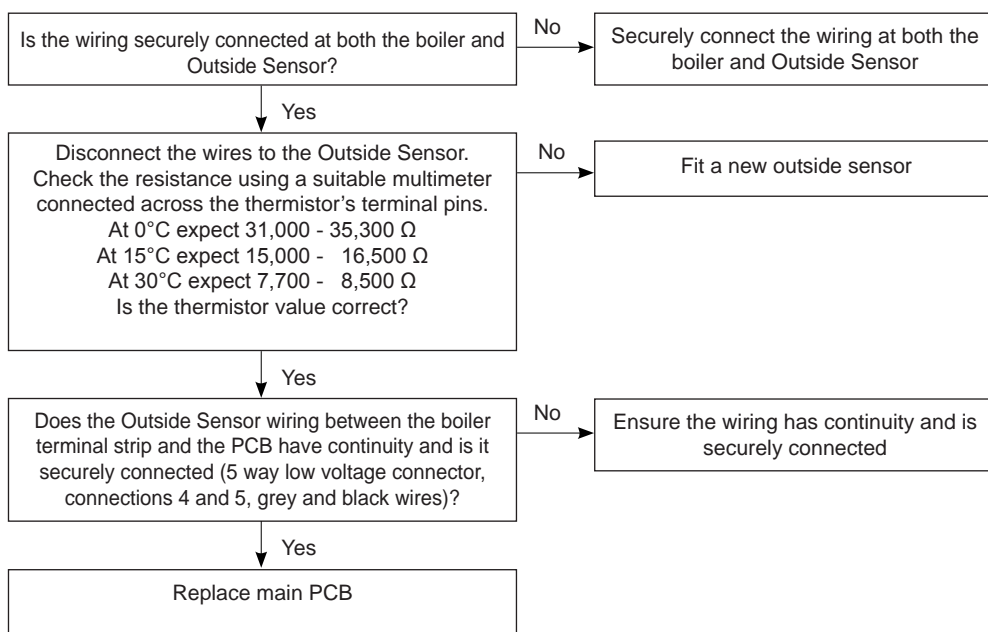 Is the wiring securely connected at both the boiler and
Outside Sensor?
No
Securely connect the wiring at both the
boiler and Outside Sensor
Yes
Disconnect the wires to the Outside Sensor.
Check the resistance using a suitable multimeter
connected across the thermistor’s terminal pins.
At 0°C expect 31,000 - 35,300 Ω
At 15°C expect 15,000 - 16,500 Ω
At 30°C expect 7,700 - 8,500 Ω
Is the thermistor value correct?
No
Fit a new outside sensor
Yes
Does the Outside Sensor wiring between the boiler
terminal strip and the PCB have continuity and is it
securely connected (5 way low voltage connector,
connections 4 and 5, grey and black wires)?
No
Ensure the wiring has continuity and is
securely connected
Yes
Replace main PCB